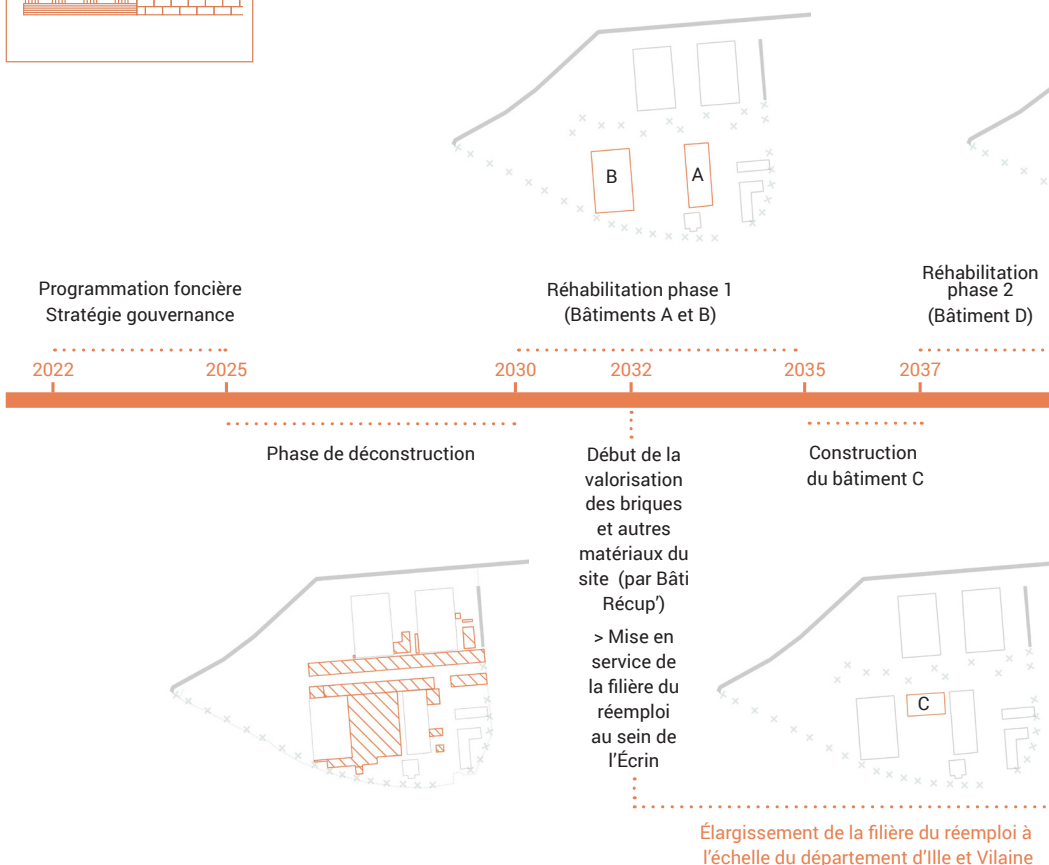 B
A
Programmation foncière
Stratégie gouvernance
Réhabilitation phase 1
(Bâtiments A et B)
Réhabilitation
phase 2
(Bâtiment D)
2022
2025
2030
2032
2035
2037
Phase de déconstruction
Début de la
valorisation
des briques
et autres
matériaux du
site (par Bâti
Récup')
> Mise en
service de
la filière du
réemploi
au sein de
l'Écrin
Construction
du bâtiment C
C
Élargissement de la filière du réemploi à
l'échelle du département d'Ille et Vilaine